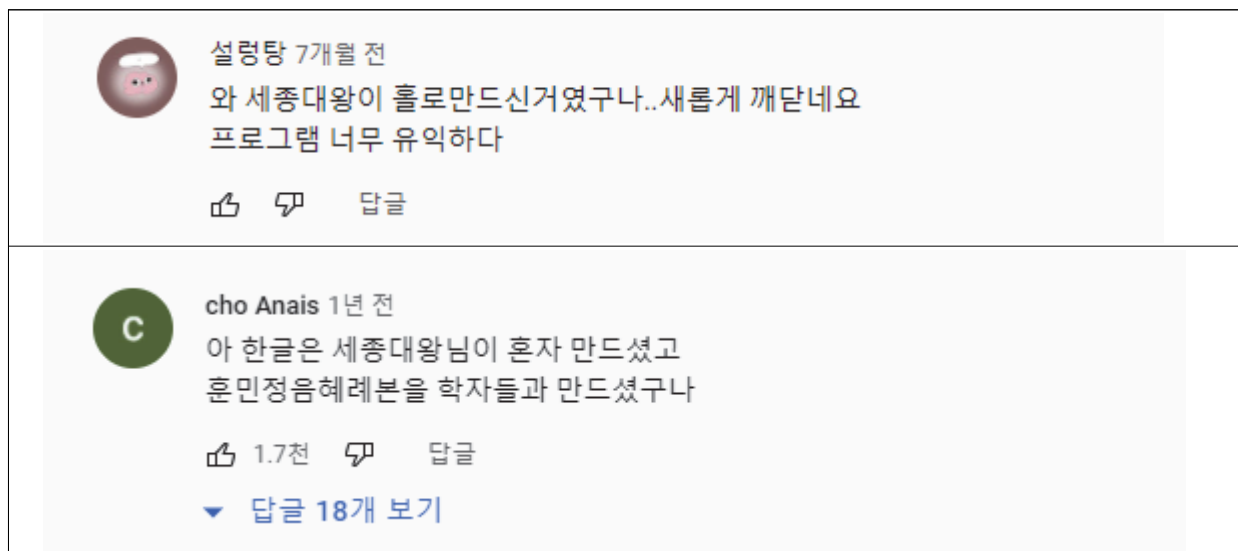 설렁탕 7개월 전
와 세종대왕이 홀로만드신거였구나..새롭게 깨닫네요
프로그램 너무 유익하다
답글
C
cho Anais 1년 전
아 한글은 세종대왕님이 혼자 만드셨고
훈민정음혜례본을 학자들과 만드셨구나
1.7천 답글
답글 18개 보기